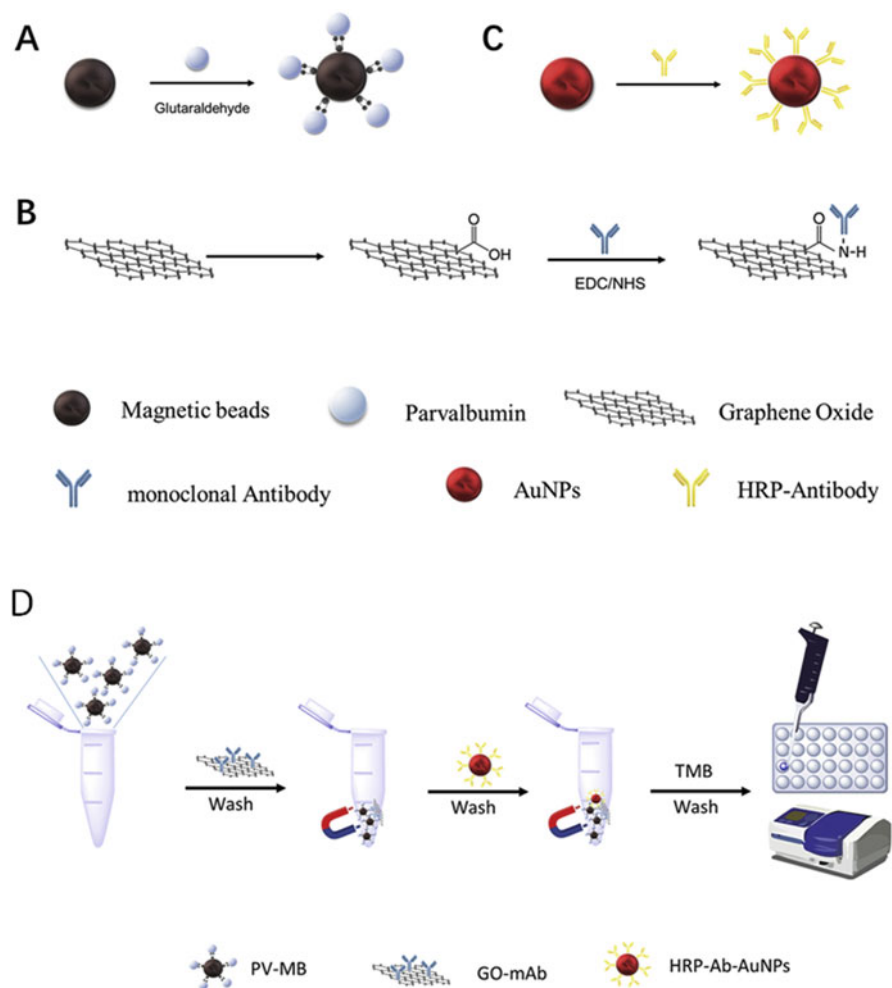 A
Glutaraldehyde
C
B
O
OH
EDC/NHS
O
N-H
Magnetic beads
Parvalbumin
Graphene Oxide
monoclonal Antibody
AuNPs
HRP-Antibody
D
Wash
Wash
TMB
Wash
PV-MB
GO-mAb
HRP-Ab-AuNPs